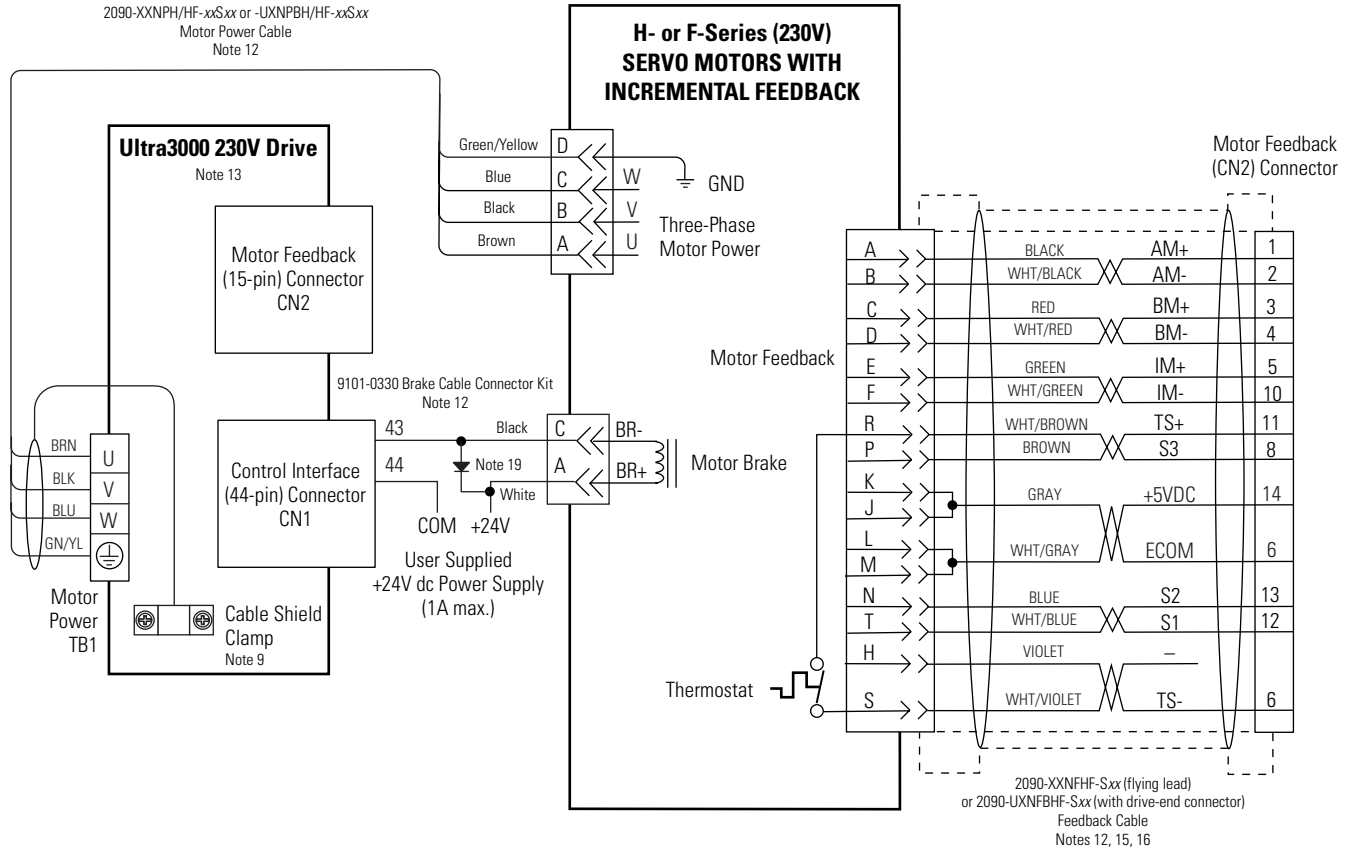 2090-XXNPH/HF-xxSxx or -UXNPBH/HF-xxSxx
Motor Power Cable
Note 12
H- or F-Series (230V)
SERVO MOTORS WITH
INCREMENTAL FEEDBACK
Ultra3000 230V Drive
Note 13
Motor Feedback
(15-pin) Connector
CN2
Control Interface
(44-pin) Connector
CN1
BRN
BLK
BLU
GN/YL
U
V
W
Motor
Power
TB1
Cable Shield
Clamp
Note 9
Green/Yellow
Blue
Black
Brown
D
C
B
A
W
V
U
GND
Three-Phase
Motor Power
9101-0330 Brake Cable Connector Kit
Note 12
43
44
Black
Note 19
White
COM +24V
User Supplied
+24V dc Power Supply
(1A max.)
C
A
BR-
BR+
Motor Brake
Motor Feedback
Thermostat
Motor Feedback
(CN2) Connector
A BLACK AM+ 1
B WHT/BLACK AM- 2
C RED BM+ 3
D WHT/RED BM- 4
E GREEN IM+ 5
F WHT/GREEN IM- 10
R WHT/BROWN TS+ 11
P BROWN S3 8
K
J
GRAY +5VDC 14
L
M
WHT/GRAY ECOM 6
N BLUE S2 13
T WHT/BLUE S1 12
H VIOLET –
S WHT/VIOLET TS- 6
2090-XXNFHF-Sxx (flying lead)
or 2090-UXNFBHF-Sxx (with drive-end connector)
Feedback Cable
Notes 12, 15, 16